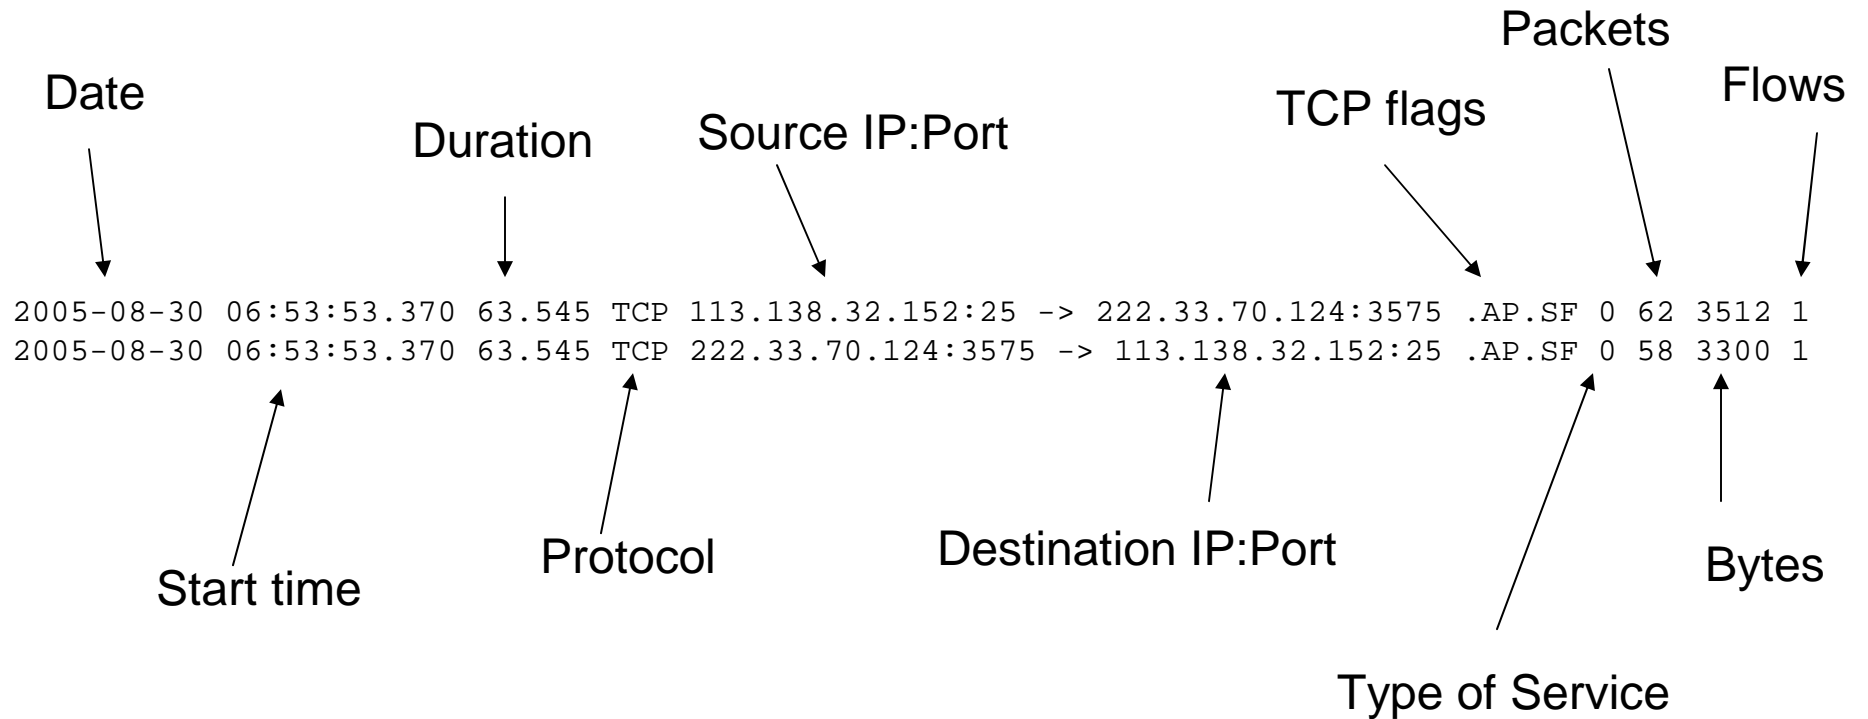 Packets
Flows
Date
TCP flags
Duration
Source IP:Port
2005-08-30 06:53:53.370 63.545 TCP 113.138.32.152:25 -> 222.33.70.124:3575 .AP.SF 0 62 3512 1
2005-08-30 06:53:53.370 63.545 TCP 222.33.70.124:3575 -> 113.138.32.152:25 .AP.SF 0 58 3300 1
Start time
Protocol
Destination IP:Port
Bytes
Type of Service